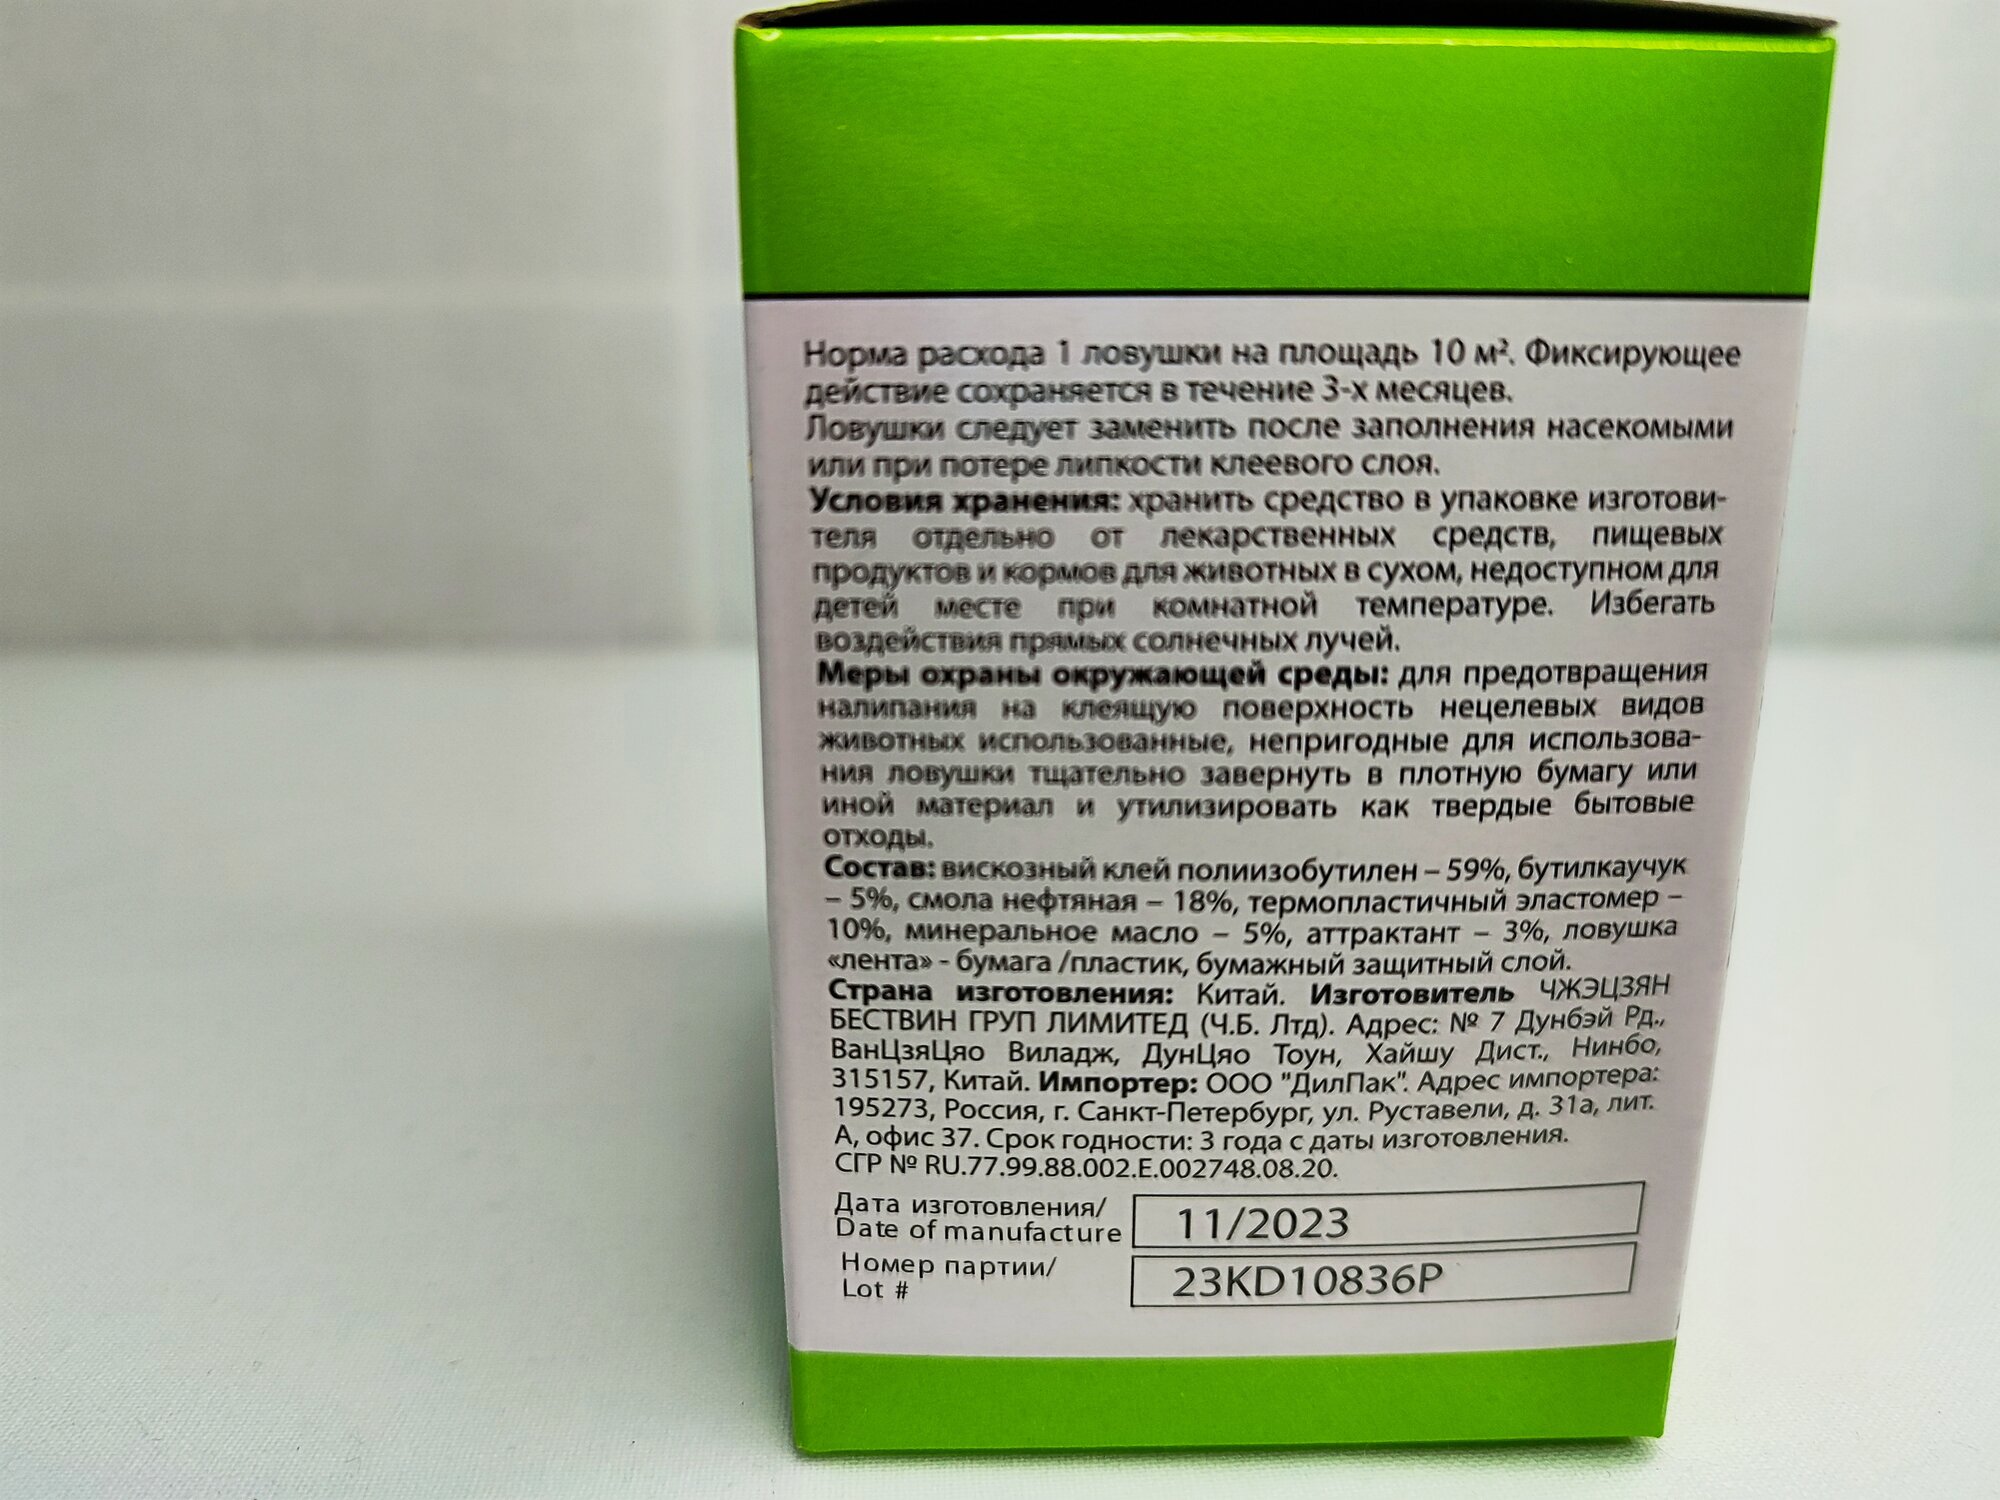 Норма расхода 1 ловушки на площадь 10 м². Фиксирующее
действие сохраняется в течение 3-х месяцев.
Ловушки следует заменить после заполнения насекомыми
или при потере липкости клеевого слоя.
Условия хранения: хранить средство в упаковке изготови-
теля отдельно от лекарственных средств, пищевых
продуктов и кормов для животных в сухом, недоступном для
детей месте при комнатной температуре. Избегать
воздействия прямых солнечных лучей.
Меры охраны окружающей среды: для предотвращения
налипания на клеящую поверхность нецелевых видов
животных использованные, непригодные для использова-
ния ловушки тщательно завернуть в плотную бумагу или
иной материал и утилизировать как твердые бытовые
отходы.
Состав: вискозный клей полиизобутилен – 59%, бутилкаучук
– 5%, смола нефтяная – 18%, термопластичный эластомер –
10%, минеральное масло – 5%, аттрактант – 3%, ловушка
«лента» - бумага /пластик, бумажный защитный слой.
Страна изготовления: Китай. Изготовитель ЧЖЭЦЗЯН
БЕСТВИН ГРУП ЛИМИТЕД (Ч.Б. Лтд). Адрес: № 7 Дунбэй Рд.,
ВанЦзяЦяо Виладж, ДунЦяо Тоун, Хайшу Дист., Нинбо,
315157, Китай. Импортер: ООО "ДилПак". Адрес импортера:
195273, Россия, г. Санкт-Петербург, ул. Руставели, д. 31а, лит.
А, офис 37. Срок годности: 3 года с даты изготовления.
СГР № RU.77.99.88.002.E.002748.08.20.
Дата изготовления/
Date of manufacture
11/2023
Номер партии/
Lot #
23KD10836P